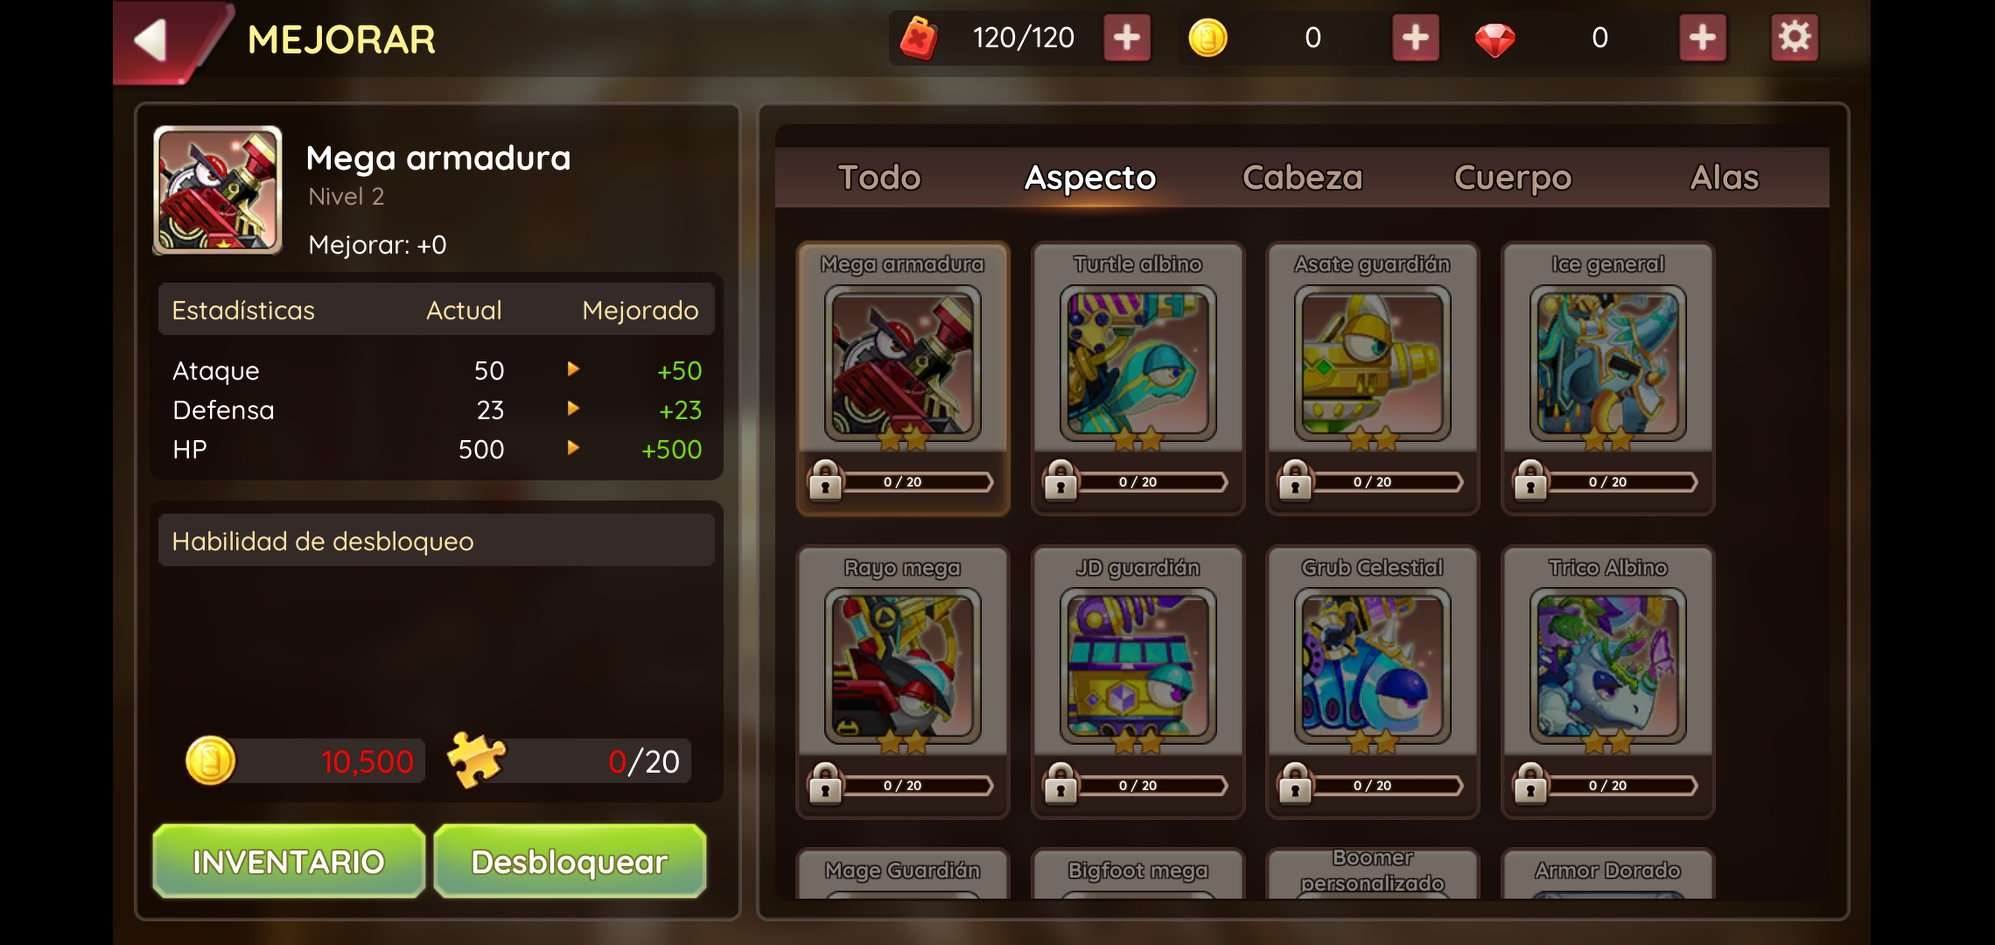 MEJORAR
120/120
0
0
Mega armadura
Nivel 2
Mejorar: +0
Estadísticas Actual Mejorado
Ataque 50 +50
Defensa 23 +23
HP 500 +500
Habilidad de desbloqueo
10,500
0/20
INVENTARIO
Desbloquear
Todo Aspecto Cabeza Cuerpo Alas
Mega armadura
0 / 20
Turtle albino
0 / 20
Asate guardián
0 / 20
Ice general
0 / 20
Rayo mega
0 / 20
JD guardián
0 / 20
Grub Celestial
0 / 20
Trico Albino
0 / 20
Mage Guardián
Bigfoot mega
Boomer
personalizado
Armor Dorado